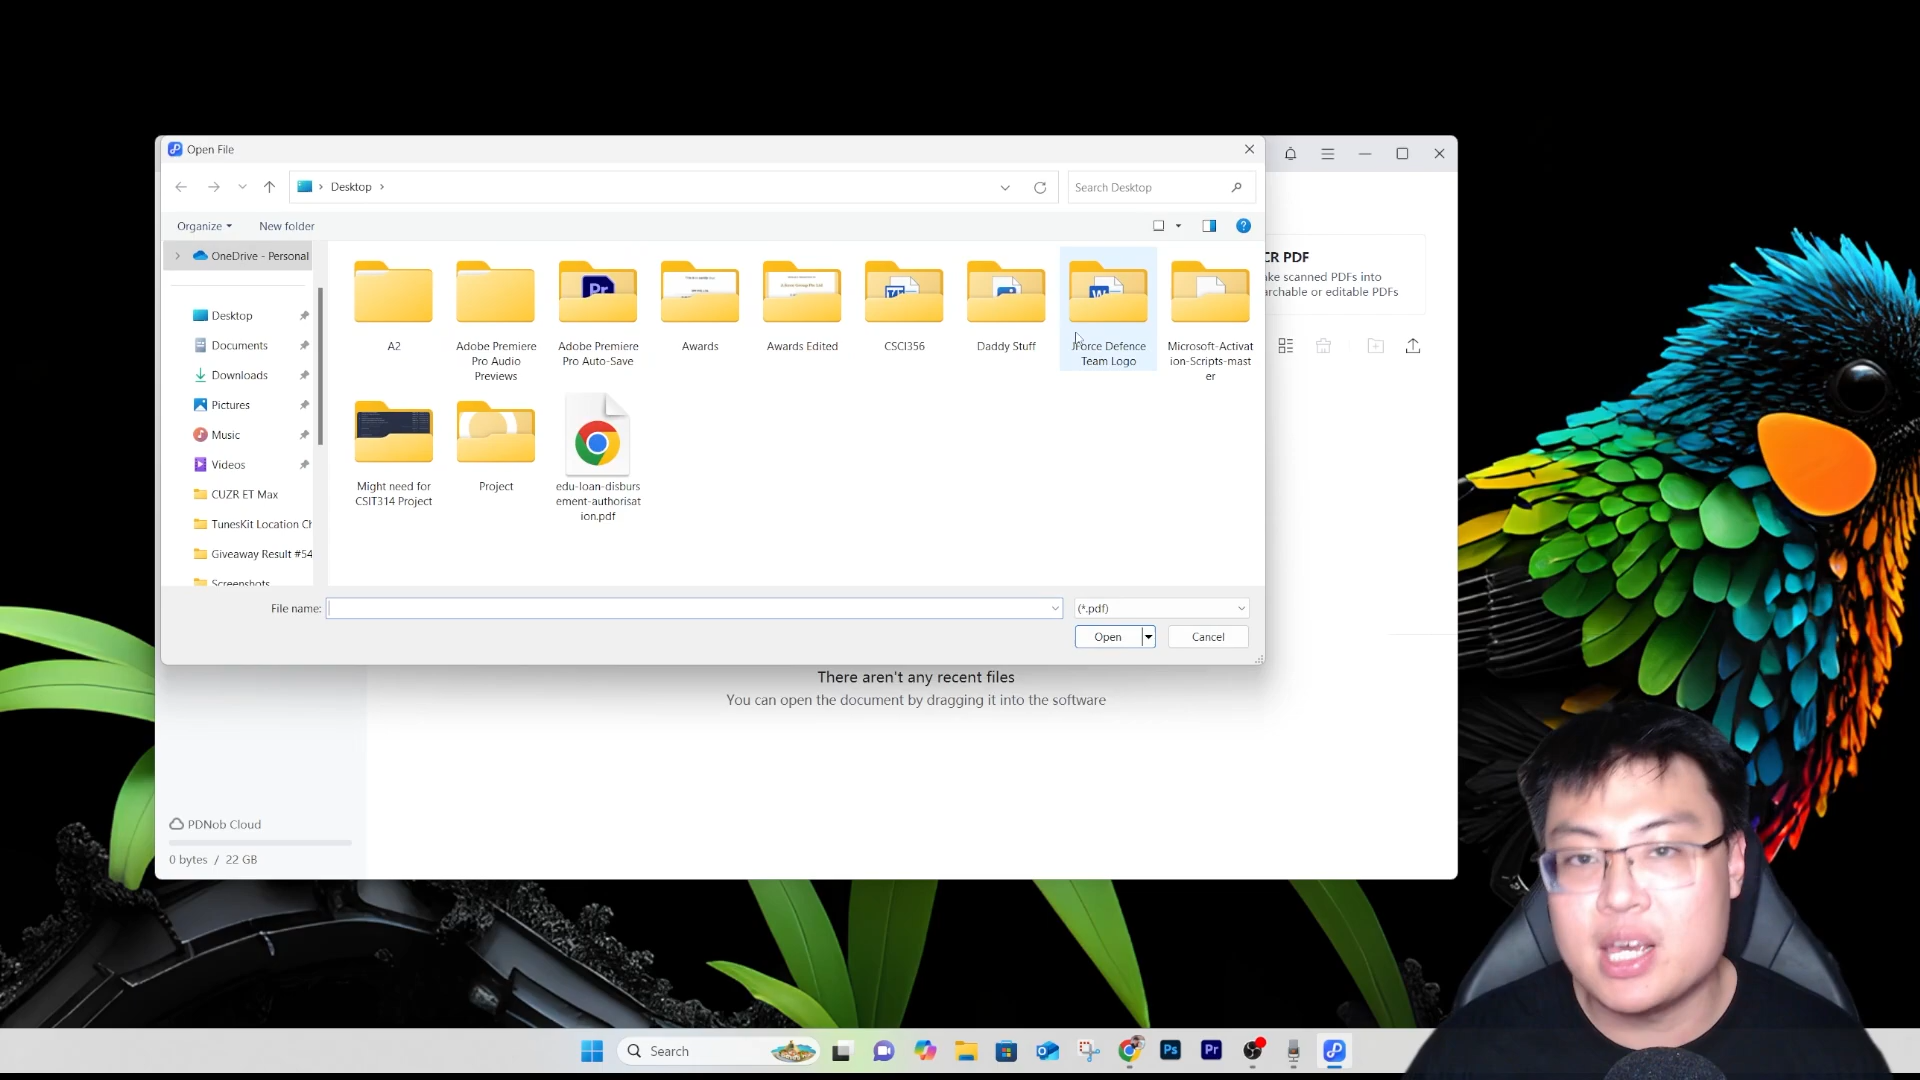 Open File
Desktop
Search Desktop
Organize
New folder
OneDrive - Personal
Desktop
Documents
Downloads
Pictures
Music
Videos
CUZR ET Max
TunesKit Location Ch
Giveaway Result #54
Screenshots
A2
Adobe Premiere
Pro Audio
Previews
Adobe Premiere
Pro Auto-Save
Awards
Awards Edited
CSCI356
Daddy Stuff
Force Defence
Team Logo
Microsoft-Activat
ion-Scripts-mast
er
Might need for
CSIT314 Project
Project
edu-loan-disburs
ement-authorisat
ion.pdf
File name:
(*.pdf)
Open
Cancel
CR PDF
ke scanned PDFs into
archable or editable PDFs
There aren't any recent files
You can open the document by dragging it into the software
PDNob Cloud
0 bytes / 22 GB
Search
Ps
Pr